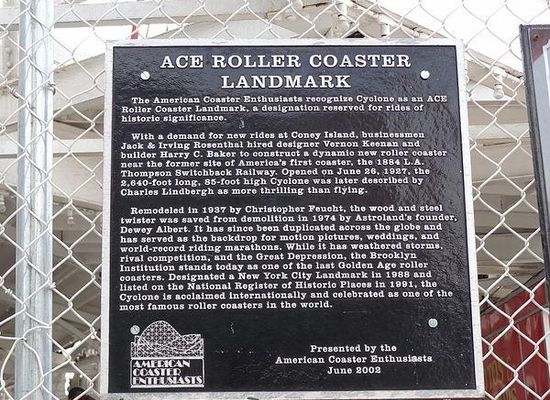 ACE ROLLER COASTER
LANDMARK
The American Coaster Enthusiasts recognize Cyclone as an ACE
Roller Coaster Landmark, a designation reserved for rides of
historic significance.
With a demand for new rides at Coney Island, businessmen
Jack & Irving Rosenthal hired designer Vernon Keenan and
builder Harry C. Baker to construct a dynamic new roller coaster
near the former site of America's first coaster, the 1884 L.A.
Thompson Switchback Railway. Opened on June 26, 1927, the
2,640-foot long, 85-foot high Cyclone was later described by
Charles Lindbergh as more thrilling than flying.
Remodeled in 1937 by Christopher Feucht, the wood and steel
twister was saved from demolition in 1974 by Astroland's founder,
Dewey Albert. It has since been duplicated across the globe and
has served as the backdrop for motion pictures, weddings, and
world-record riding marathons. While it has weathered storms,
rival competition, and the Great Depression, the Brooklyn
Institution stands today as one of the last Golden Age roller
coasters. Designated a New York City Landmark in 1988 and
listed on the National Register of Historic Places in 1991, the
Cyclone is acclaimed internationally and celebrated as one of the
most famous roller coasters in the world.
AMERICAN
COASTER
ENTHUSIASTS
Presented by the
American Coaster Enthusiasts
June 2002